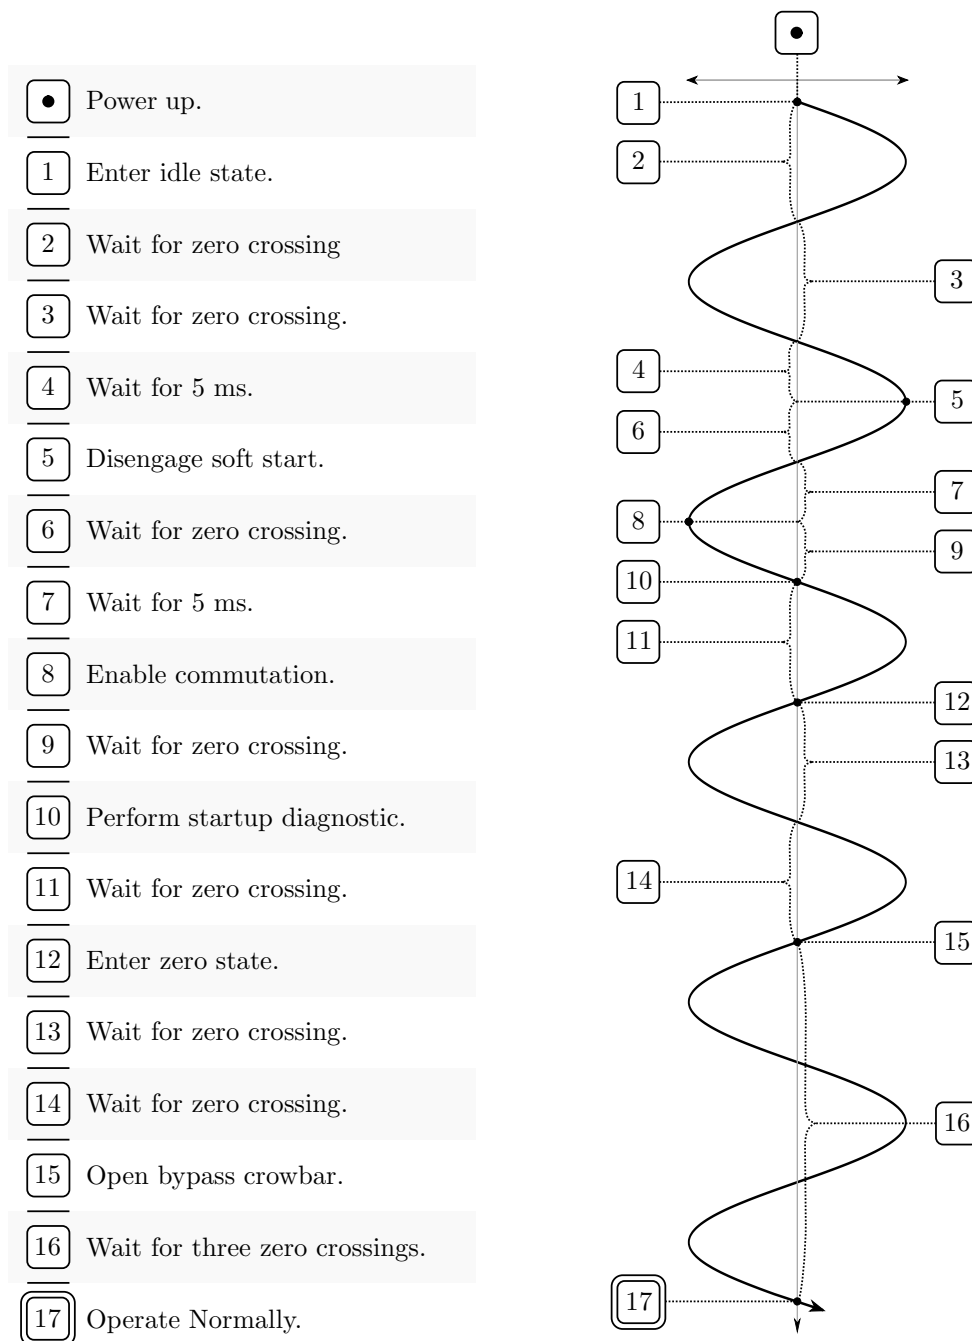 • Power up.
1 Enter idle state.
2 Wait for zero crossing
3 Wait for zero crossing.
4 Wait for 5 ms.
5 Disengage soft start.
6 Wait for zero crossing.
7 Wait for 5 ms.
8 Enable commutation.
9 Wait for zero crossing.
10 Perform startup diagnostic.
11 Wait for zero crossing.
12 Enter zero state.
13 Wait for zero crossing.
14 Wait for zero crossing.
15 Open bypass crowbar.
16 Wait for three zero crossings.
17 Operate Normally.
•
1
2
3
4
5
6
7
8
9
10
11
12
13
14
15
16
17